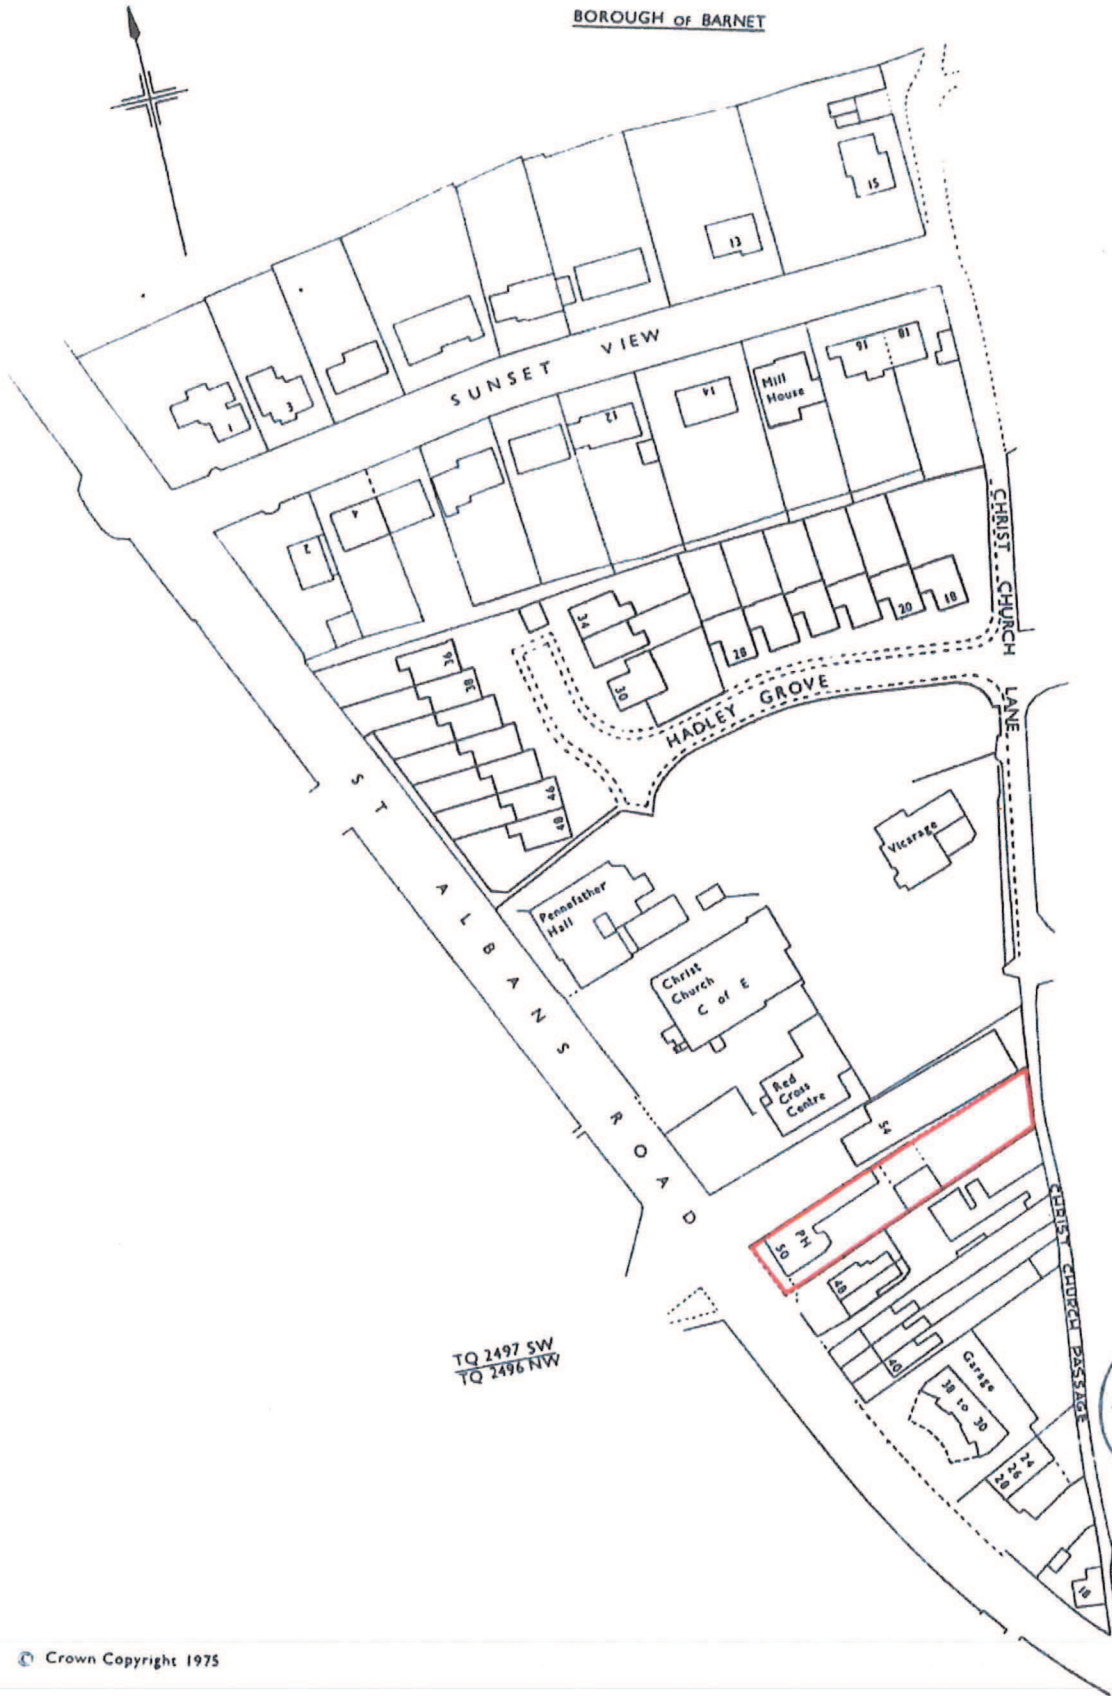 BOROUGH OF BARNET
15
13
SUNSET VIEW
1
3
18
16
Mill
House
14
12
4
2
CHRIST CHURCH LANE
34
30
28
20
18
HADLEY GROVE
36
38
46
48
ST ALBANS ROAD
Vicarage
Pennefather
Hall
Christ
Church
C of E
Red
Cross
Centre
54
PH
50
48
40
CHRIST CHURCH PASSAGE
Garage
38 to 30
24
26
28
18
TQ 2497 SW
TQ 2496 NW
© Crown Copyright 1975